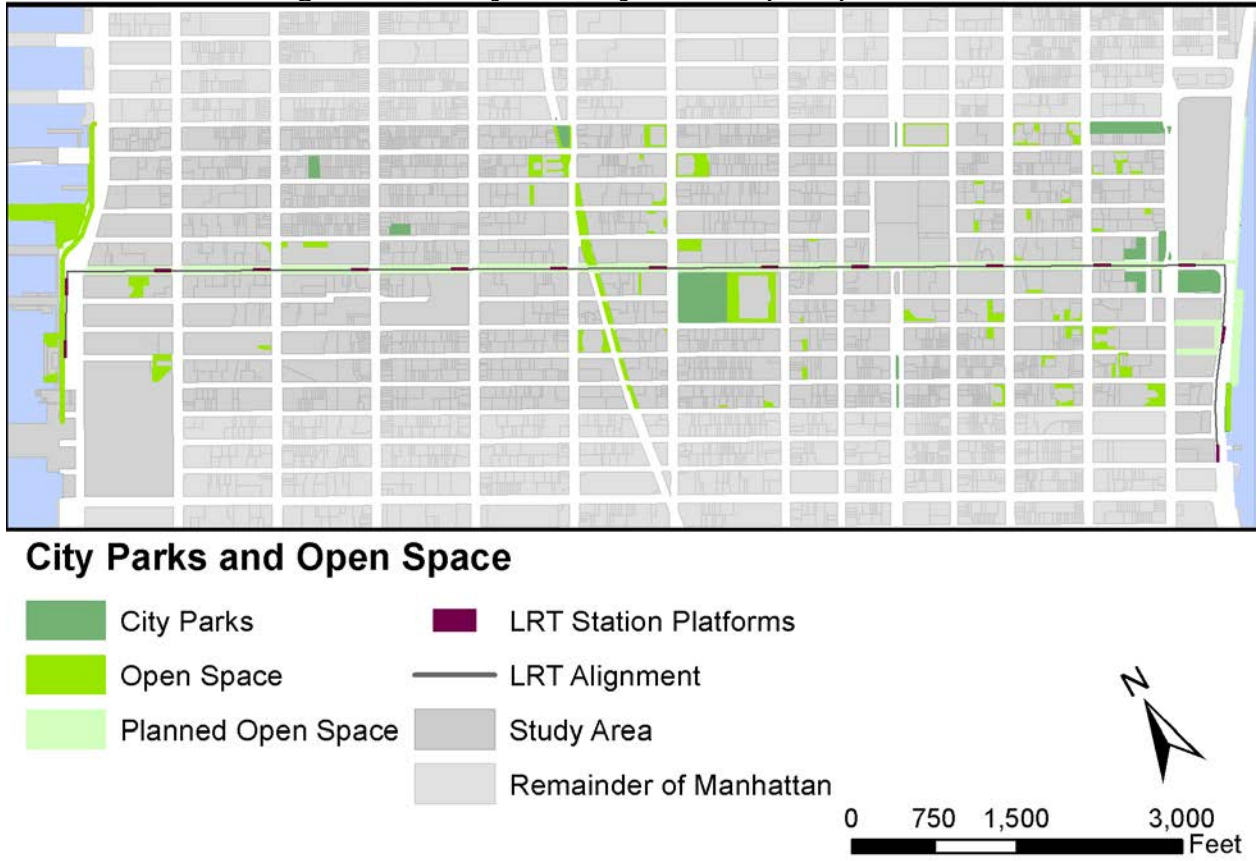 City Parks and Open Space
City Parks
Open Space
Planned Open Space
LRT Station Platforms
LRT Alignment
Study Area
Remainder of Manhattan
N
0 750 1,500 3,000
Feet